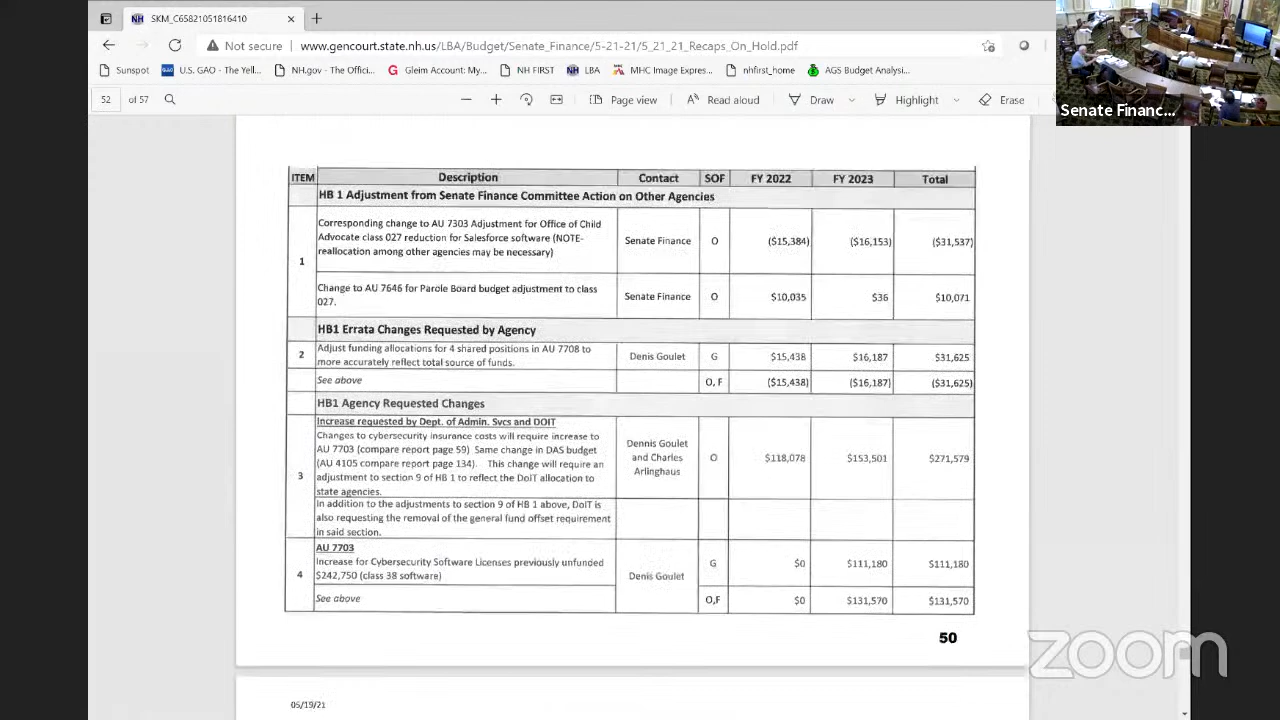 SKM_C65821051816410
Not secure | www.gencourt.state.nh.us/LBA/Budget/Senate_Finance/5-21-21/5_21_21_Recaps_On_Hold.pdf
Sunspot U.S. GAO - The Yell... NH.gov - The Offici... Gleim Account: My... NH FIRST LBA MHC Image Expres... nhfirst_home AGS Budget Analysi...
52 of 57 Page view Read aloud Draw Highlight Erase
Senate Financ...
ITEM Description Contact SOF FY 2022 FY 2023 Total
HB 1 Adjustment from Senate Finance Committee Action on Other Agencies
1
Corresponding change to AU 7303 Adjustment for Office of Child
Advocate class 027 reduction for Salesforce software (NOTE-
reallocation among other agencies may be necessary)
Senate Finance O ($15,384) ($16,153) ($31,537)
Change to AU 7646 for Parole Board budget adjustment to class
027.
Senate Finance O $10,035 $36 $10,071
HB1 Errata Changes Requested by Agency
2
Adjust funding allocations for 4 shared positions in AU 7708 to
more accurately reflect total source of funds.
Denis Goulet G $15,438 $16,187 $31,625
See above O, F ($15,438) ($16,187) ($31,625)
HB1 Agency Requested Changes
3
Increase requested by Dept. of Admin. Svcs and DOIT
Changes to cybersecurity insurance costs will require increase to
AU 7703 (compare report page 59) Same change in DAS budget
(AU 4105 compare report page 134). This change will require an
adjustment to section 9 of HB 1 to reflect the DoIT allocation to
state agencies.
Dennis Goulet
and Charles
Arlinghaus
O $118,078 $153,501 $271,579
In addition to the adjustments to section 9 of HB 1 above, DoIT is
also requesting the removal of the general fund offset requirement
in said section.
4
AU 7703
Increase for Cybersecurity Software Licenses previously unfunded
$242,750 (class 38 software)
Denis Goulet G $0 $111,180 $111,180
See above O,F $0 $131,570 $131,570
50
05/19/21
zoom